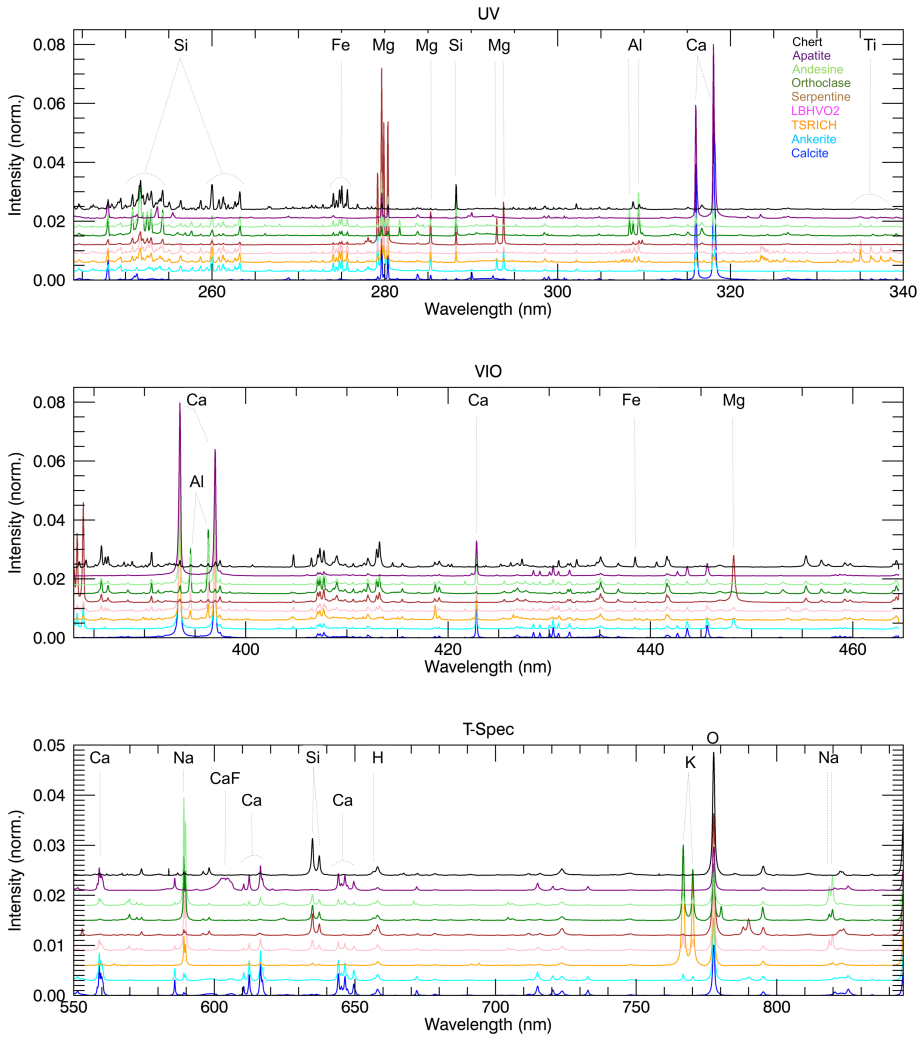 UV
0.08
Si
Fe
Mg
Mg
Si
Mg
Al
Ca
Ti
Chert
Apatite
Andesine
Orthoclase
Serpentine
LBHVO2
TSRICH
Ankerite
Calcite
0.06
0.04
0.02
0.00
Intensity (norm.)
260
280
300
320
340
Wavelength (nm)
VIO
0.08
Ca
Ca
Fe
Mg
0.06
Al
0.04
0.02
0.00
Intensity (norm.)
400
420
440
460
Wavelength (nm)
T-Spec
0.05
O
Ca
Na
CaF
Ca
Si
Ca
H
K
Na
0.04
0.03
0.02
0.01
0.00
Intensity (norm.)
550
600
650
700
750
800
Wavelength (nm)